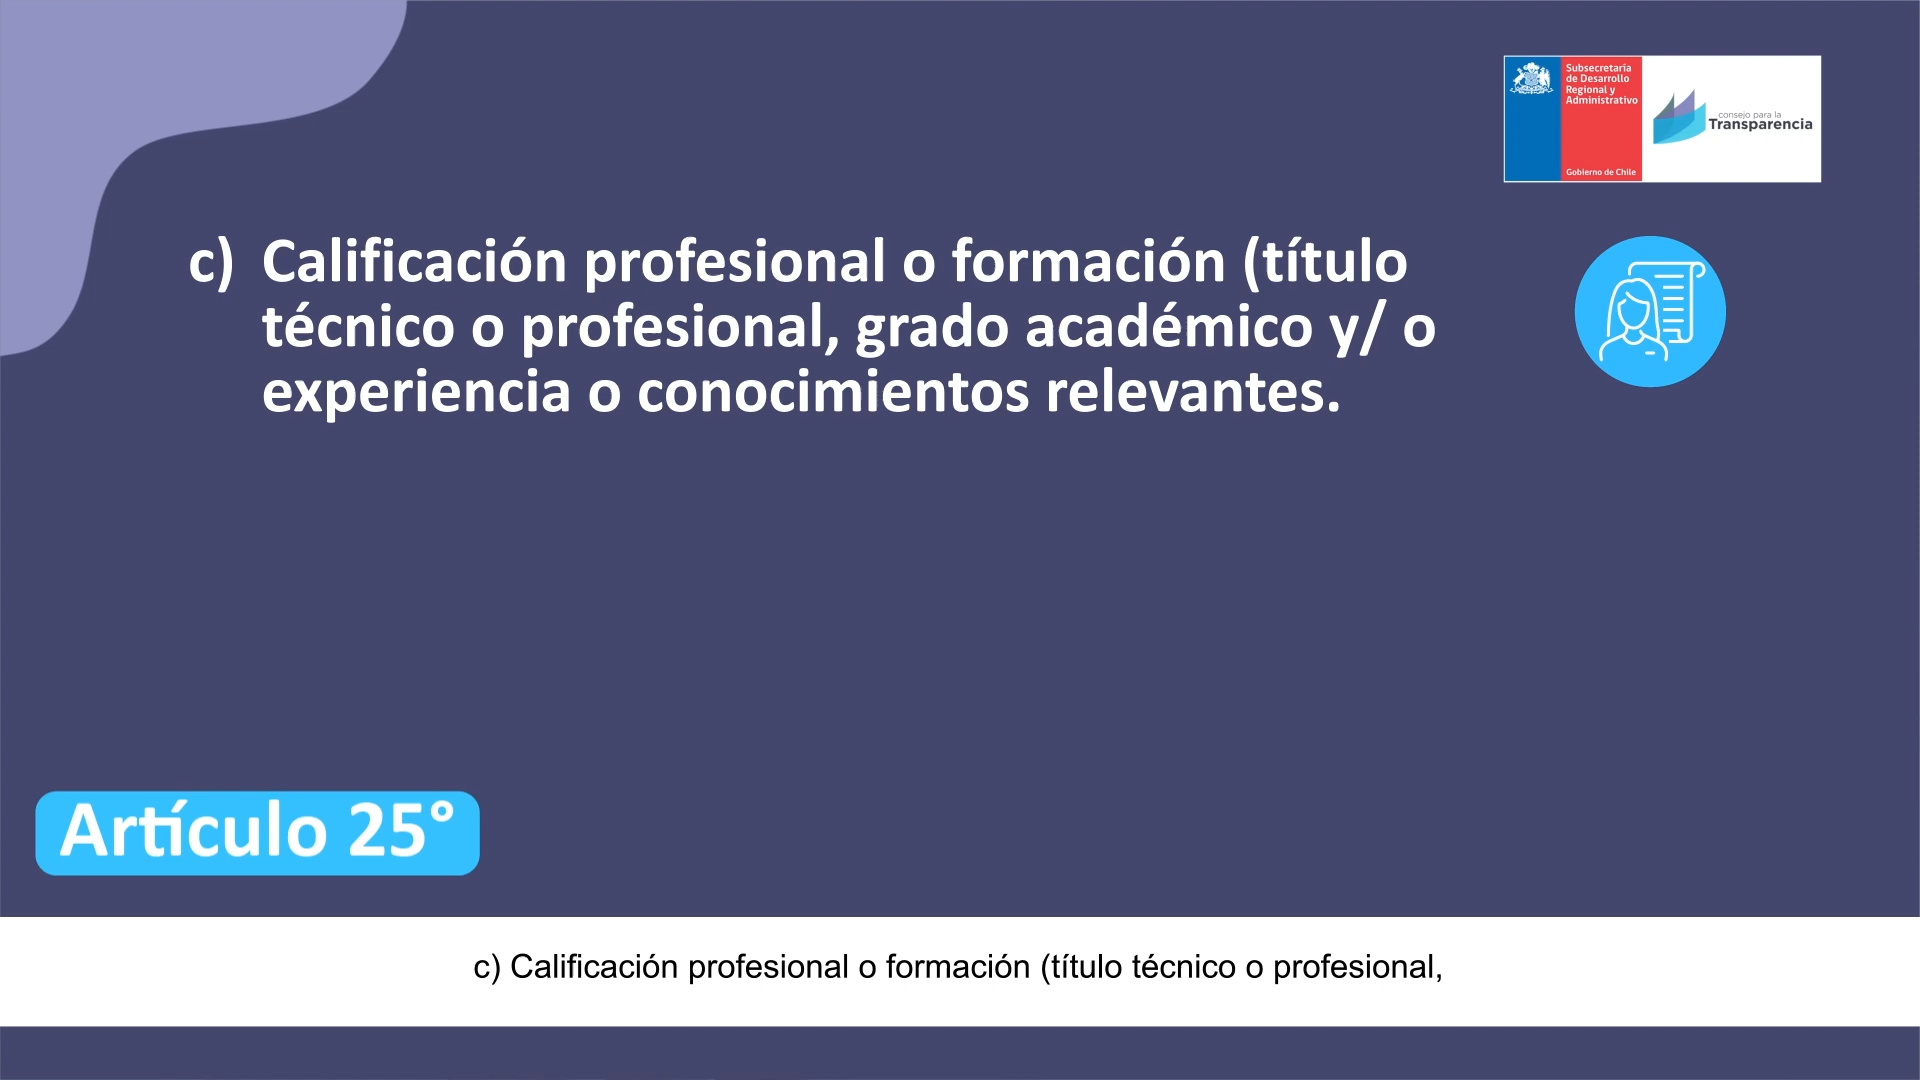 Subsecretaría
de Desarrollo
Regional y
Administrativo
Gobierno de Chile
consejo para la
Transparencia
c) Calificación profesional o formación (título
técnico o profesional, grado académico y/ o
experiencia o conocimientos relevantes.
Artículo 25°
c) Calificación profesional o formación (título técnico o profesional,